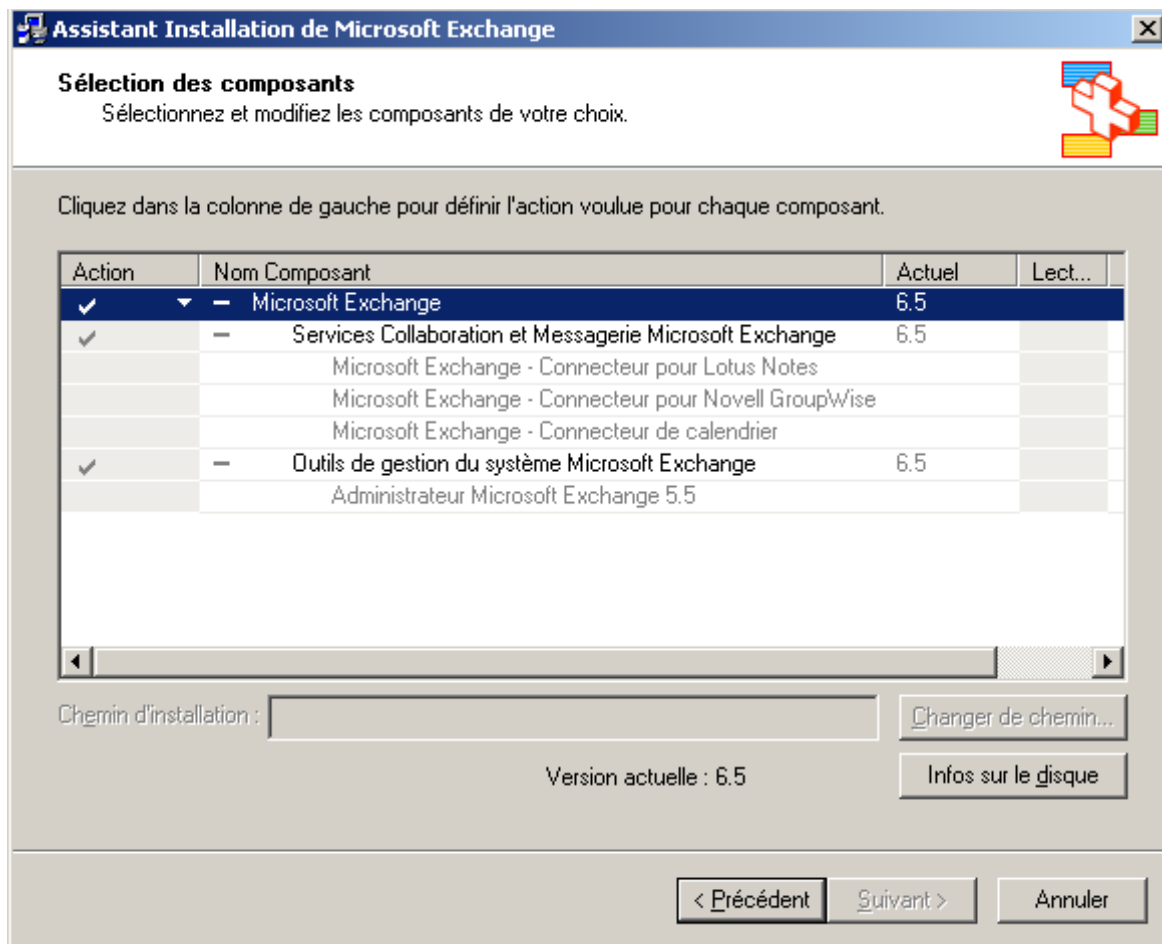 Assistant Installation de Microsoft Exchange
Sélection des composants
Sélectionnez et modifiez les composants de votre choix.
Cliquez dans la colonne de gauche pour définir l'action voulue pour chaque composant.
Action Nom Composant Actuel Lect...
Microsoft Exchange 6.5
Services Collaboration et Messagerie Microsoft Exchange 6.5
Microsoft Exchange - Connecteur pour Lotus Notes
Microsoft Exchange - Connecteur pour Novell GroupWise
Microsoft Exchange - Connecteur de calendrier
Outils de gestion du système Microsoft Exchange 6.5
Administrateur Microsoft Exchange 5.5
Chemin d'installation : Changer de chemin...
Version actuelle : 6.5 Infos sur le disque
< Précédent Suivant > Annuler